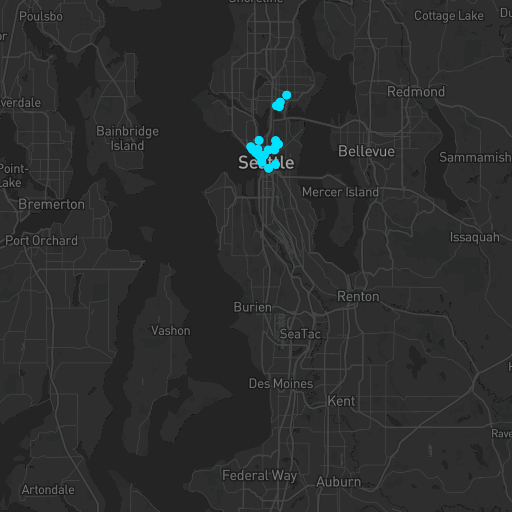 Shoreline
Poulsbo
Cottage Lake
Du
or
Redmond
verdale
Bainbridge
Island
Bellevue
Sammamish
Seattle
Point-
Lake
Mercer Island
Bremerton
Port Orchard
Issaquah
Renton
Burien
Vashon
SeaTac
H
Des Moines
Kent
Rave
Federal Way
Auburn
Artondale